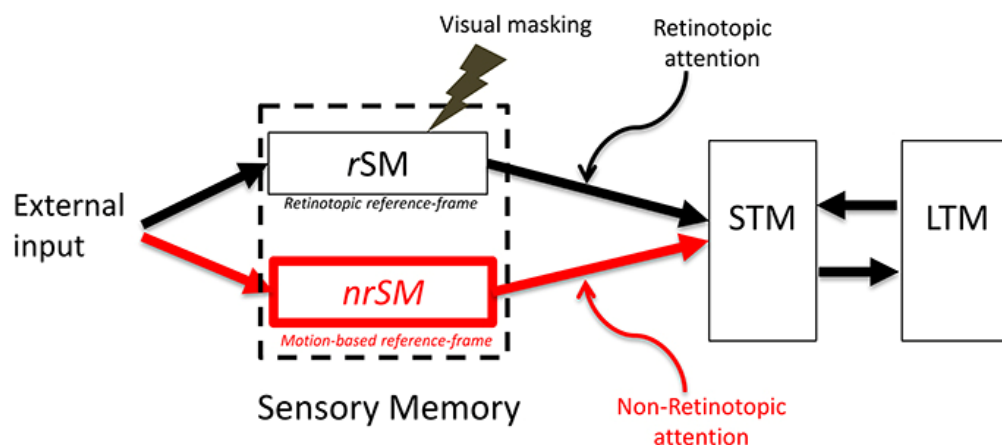 Visual masking
Retinotopic
attention
rSM
Retinotopic reference-frame
External
input
STM
LTM
nrSM
Motion-based reference-frame
Sensory Memory
Non-Retinotopic
attention